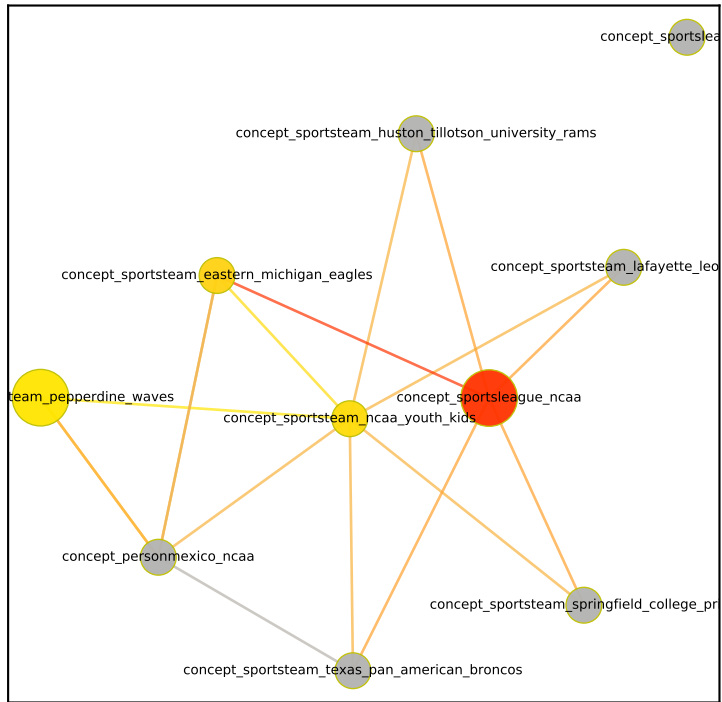 concept_sportslea
concept_sportsteam_huston_tillotson_university_rams
concept_sportsteam_lafayette_leo
concept_sportsteam_eastern_michigan_eagles
team_pepperdine_waves
concept_sportsleague_ncaa
concept_sportsteam_ncaa_youth_kids
concept_personmexico_ncaa
concept_sportsteam_springfield_college_pr
concept_sportsteam_texas_pan_american_broncos